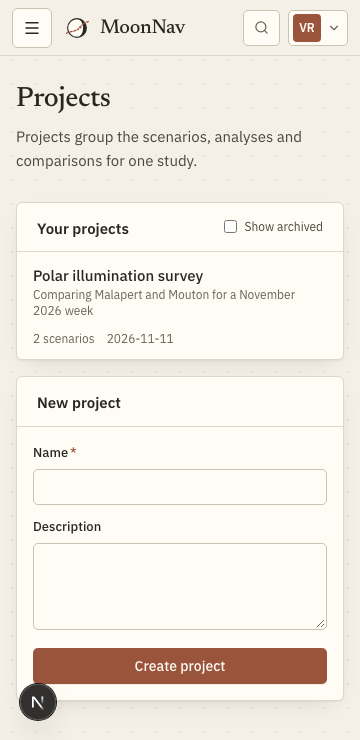 MoonNav
VR
Projects
Projects group the scenarios, analyses and
comparisons for one study.
Your projects
Show archived
Polar illumination survey
Comparing Malapert and Mouton for a November
2026 week
2 scenarios 2026-11-11
New project
Name*
Description
Create project
N